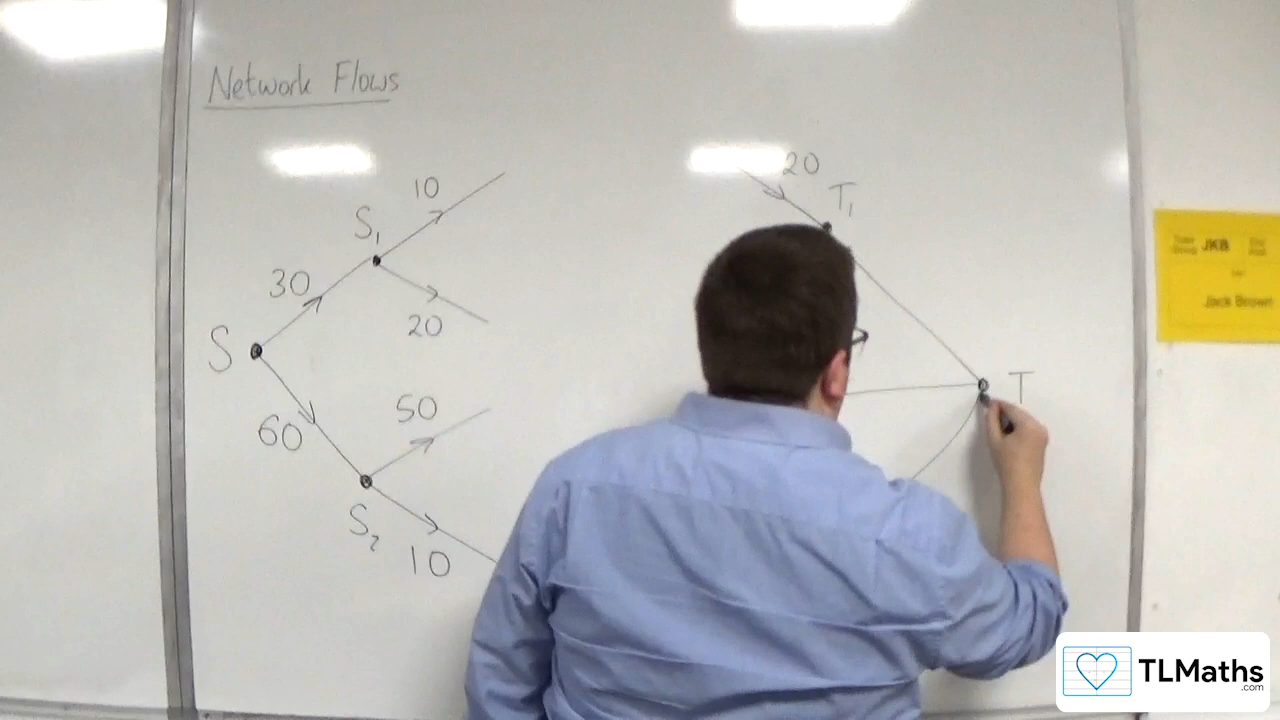 Network Flows
10
20
T₁
S₁
30
20
S
T
60
50
S₂
10
JKB
Jack Brown
TLMaths
.com